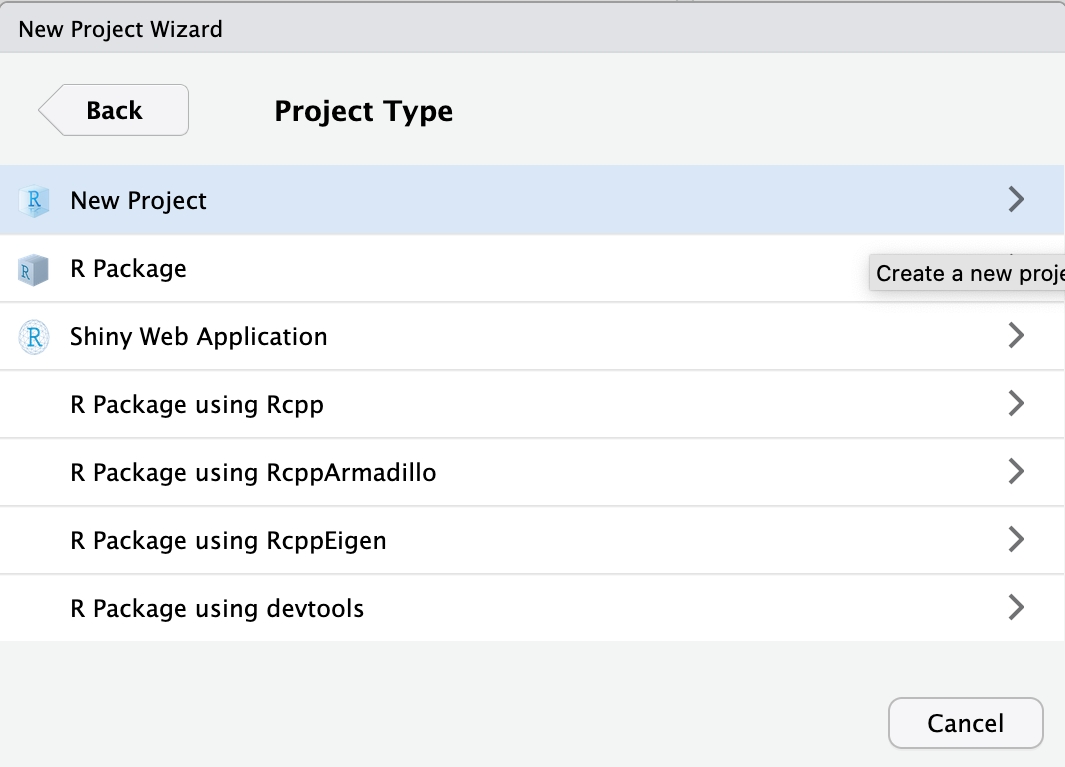 New Project Wizard
Back
Project Type
R New Project
R R Package
Create a new
R Shiny Web Application
R Package using Rcpp
R Package using RcppArmadillo
R Package using RcppEigen
R Package using devtools
Cancel